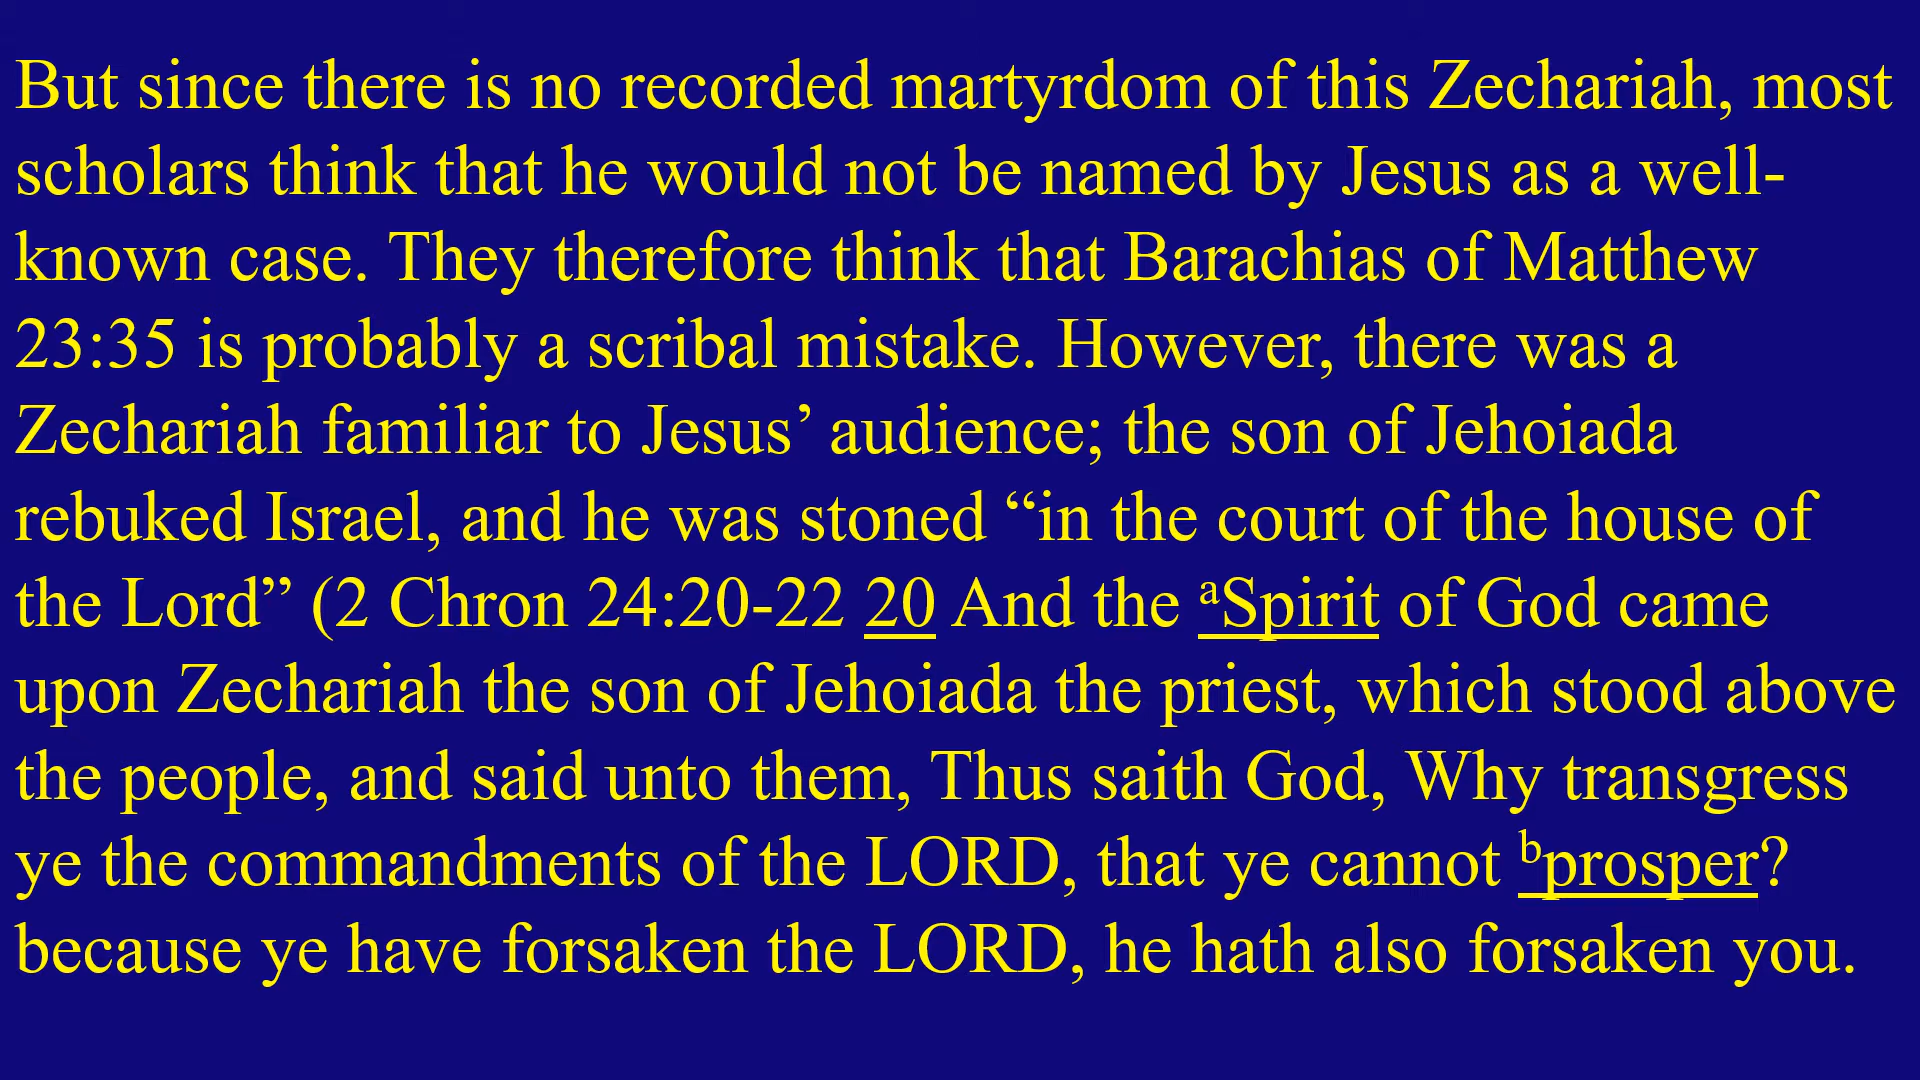 But since there is no recorded martyrdom of this Zechariah, most
scholars think that he would not be named by Jesus as a well-
known case. They therefore think that Barachias of Matthew
23:35 is probably a scribal mistake. However, there was a
Zechariah familiar to Jesus’ audience; the son of Jehoiada
rebuked Israel, and he was stoned “in the court of the house of
the Lord” (2 Chron 24:20-22 20 And the aSpirit of God came
upon Zechariah the son of Jehoiada the priest, which stood above
the people, and said unto them, Thus saith God, Why transgress
ye the commandments of the LORD, that ye cannot bprosper?
because ye have forsaken the LORD, he hath also forsaken you.